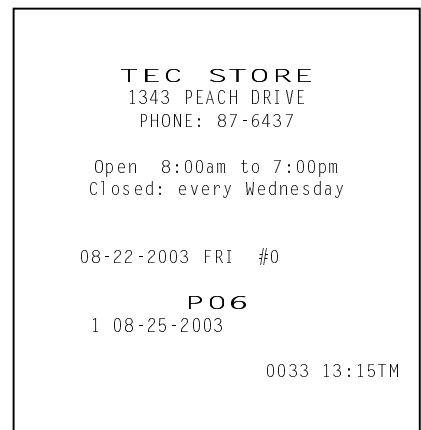 TEC STORE
1343 PEACH DRIVE
PHONE: 87-6437
Open 8:00am to 7:00pm
Closed: every Wednesday
08-22-2003 FRI #0
P06
1 08-25-2003
0033 13:15TM